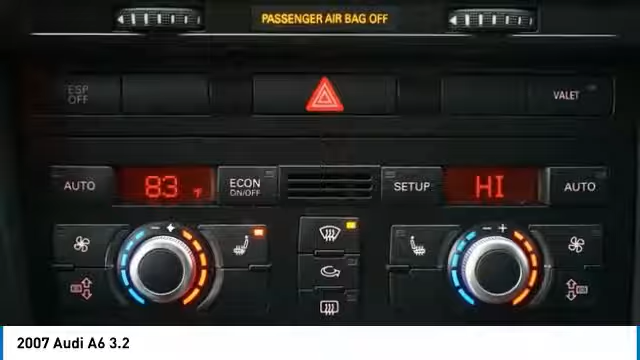 PASSENGER AIR BAG OFF
ESP
OFF
VALET
AUTO
83 °F
ECON
ON/OFF
SETUP
HI
AUTO
2007 Audi A6 3.2